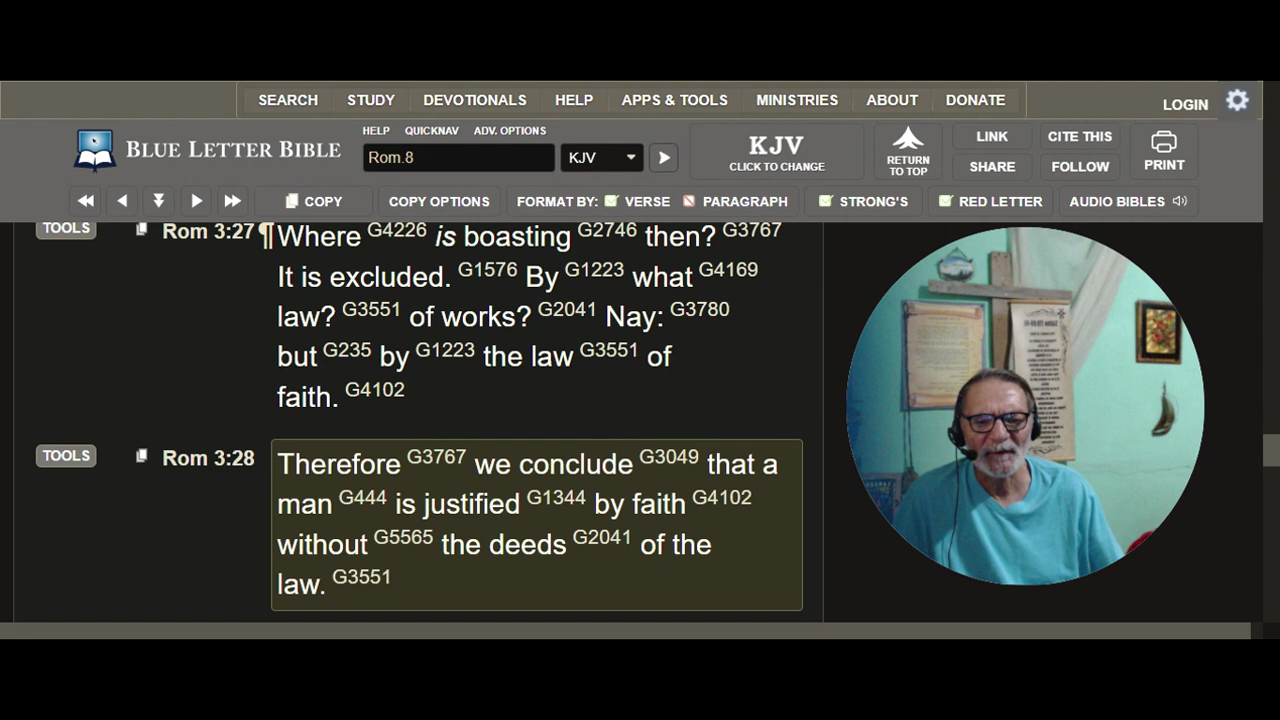 SEARCH STUDY DEVOTIONALS HELP APPS & TOOLS MINISTRIES ABOUT DONATE LOGIN
HELP QUICKNAV ADV. OPTIONS
BLUE LETTER BIBLE
Rom.8 KJV
KJV
CLICK TO CHANGE
RETURN
TO TOP
LINK CITE THIS
SHARE FOLLOW
PRINT
COPY COPY OPTIONS FORMAT BY: VERSE PARAGRAPH STRONG'S RED LETTER AUDIO BIBLES
TOOLS Rom 3:27 ¶Where G4226 is boasting G2746 then? G3767
It is excluded. G1576 By G1223 what G4169
law? G3551 of works? G2041 Nay: G3780
but G235 by G1223 the law G3551 of
faith. G4102
TOOLS Rom 3:28 Therefore G3767 we conclude G3049 that a
man G444 is justified G1344 by faith G4102
without G5565 the deeds G2041 of the
law. G3551